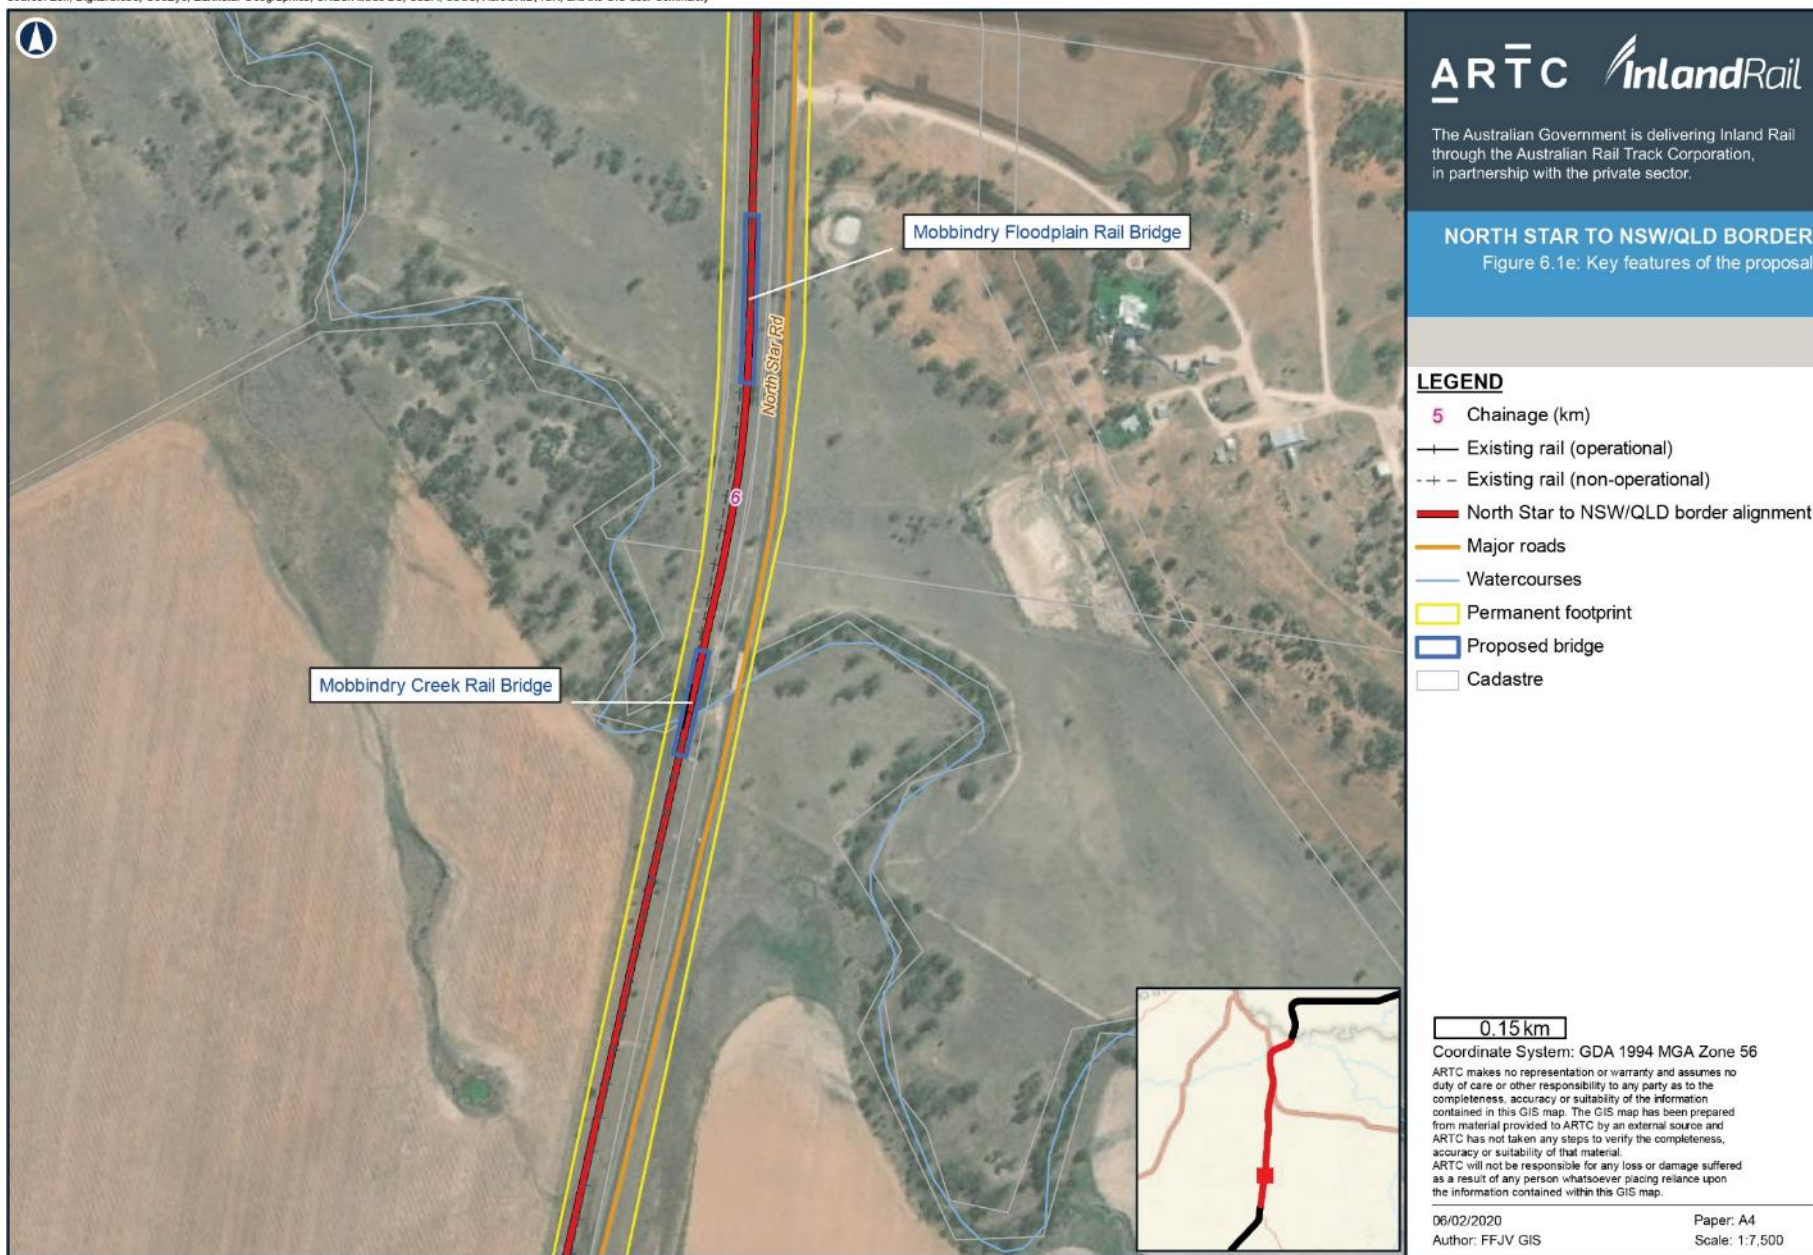 ARTC InlandRail
The Australian Government is delivering Inland Rail
through the Australian Rail Track Corporation,
in partnership with the private sector.
NORTH STAR TO NSW/QLD BORDER
Figure 6.1e: Key features of the proposal
Mobbindry Floodplain Rail Bridge
North Star Rd
6
Mobbindry Creek Rail Bridge
LEGEND
5 Chainage (km)
Existing rail (operational)
Existing rail (non-operational)
North Star to NSW/QLD border alignment
Major roads
Watercourses
Permanent footprint
Proposed bridge
Cadastre
0.15 km
Coordinate System: GDA 1994 MGA Zone 56
ARTC makes no representation or warranty and assumes no
duty of care or other responsibility to any party as to the
completeness, accuracy or suitability of the information
contained in this GIS map. The GIS map has been prepared
from material provided to ARTC by an external source and
ARTC has not taken any steps to verify the completeness,
accuracy or suitability of that material.
ARTC will not be responsible for any loss or damage suffered
as a result of any person whatsoever placing reliance upon
the information contained within this GIS map.
06/02/2020 Paper: A4
Author: FFJV GIS Scale: 1:7,500